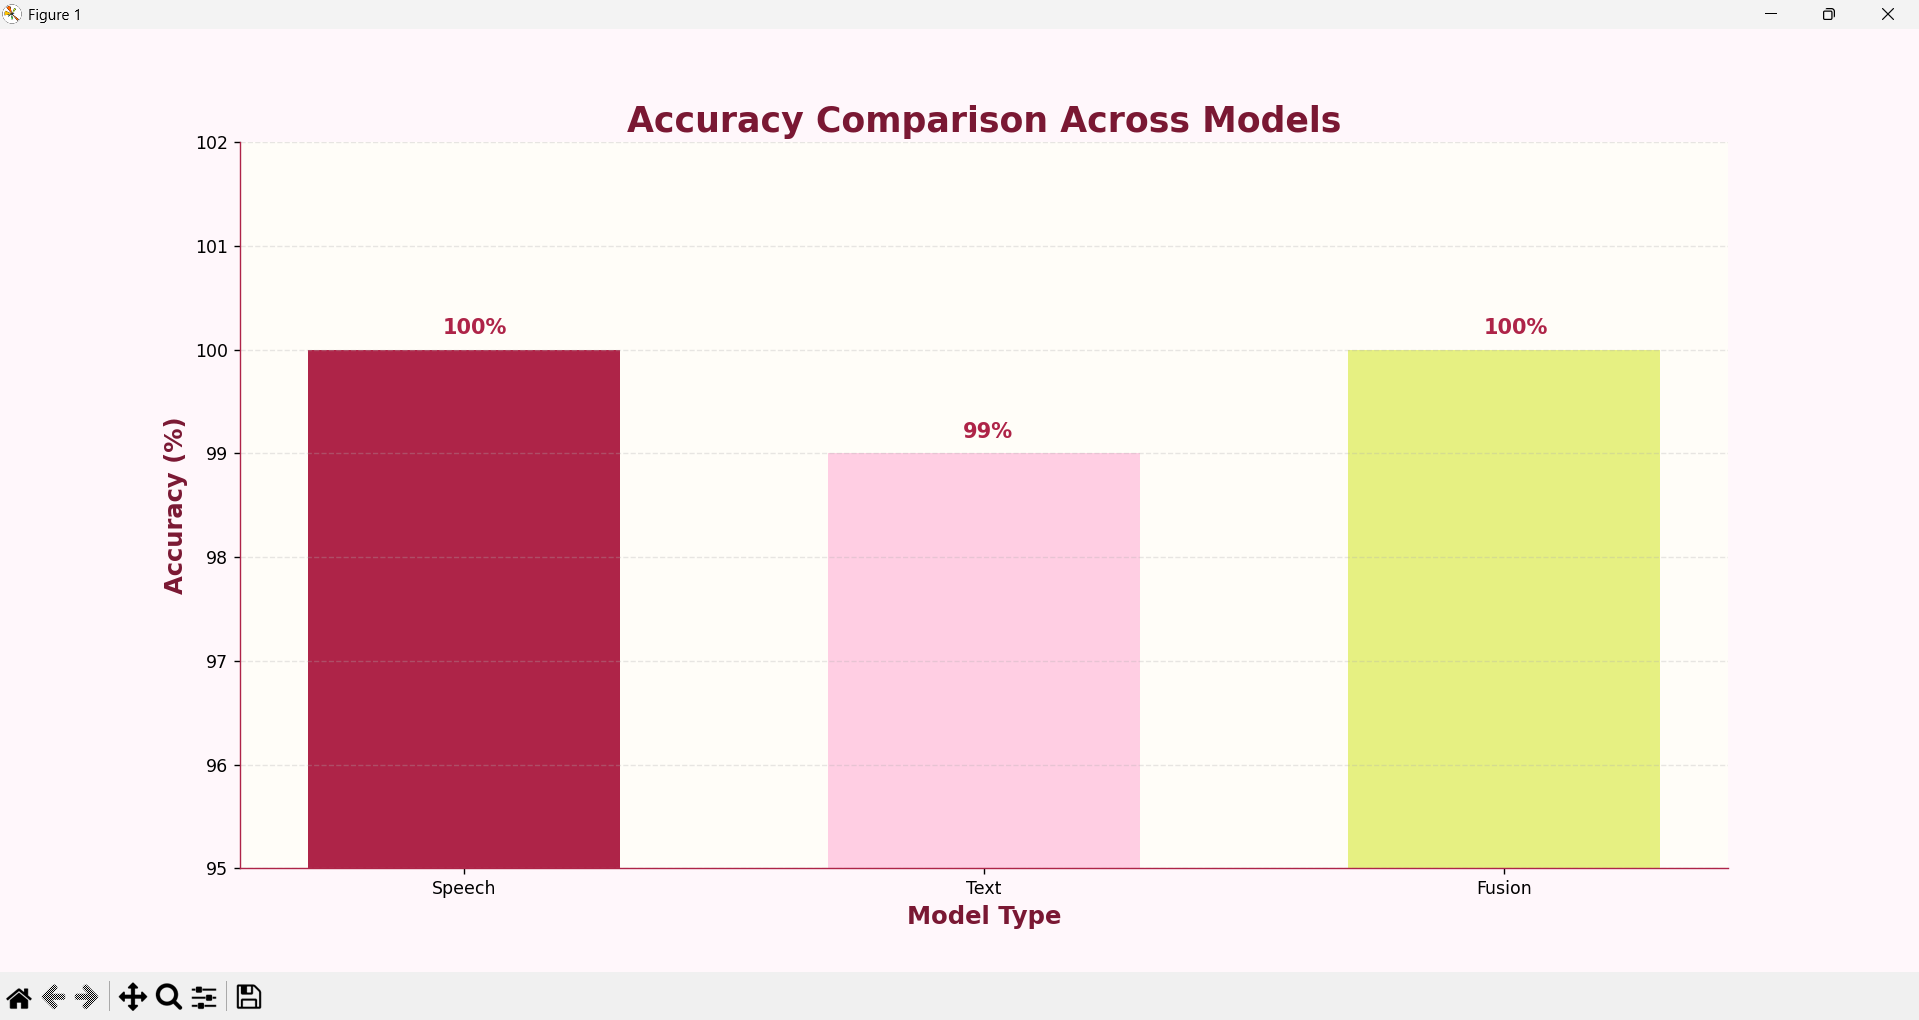 Figure 1
Accuracy Comparison Across Models
102
101
100
99
98
97
96
95
Accuracy (%)
100%
99%
100%
Speech
Text
Fusion
Model Type